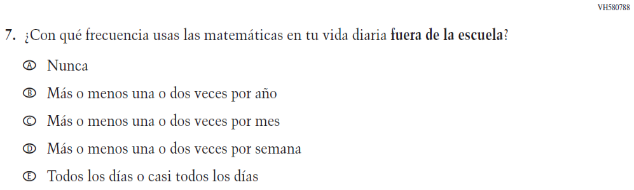 VH580788
7. ¿Con qué frecuencia usas las matemáticas en tu vida diaria fuera de la escuela?
A Nunca
B Más o menos una o dos veces por año
C Más o menos una o dos veces por mes
D Más o menos una o dos veces por semana
E Todos los días o casi todos los días